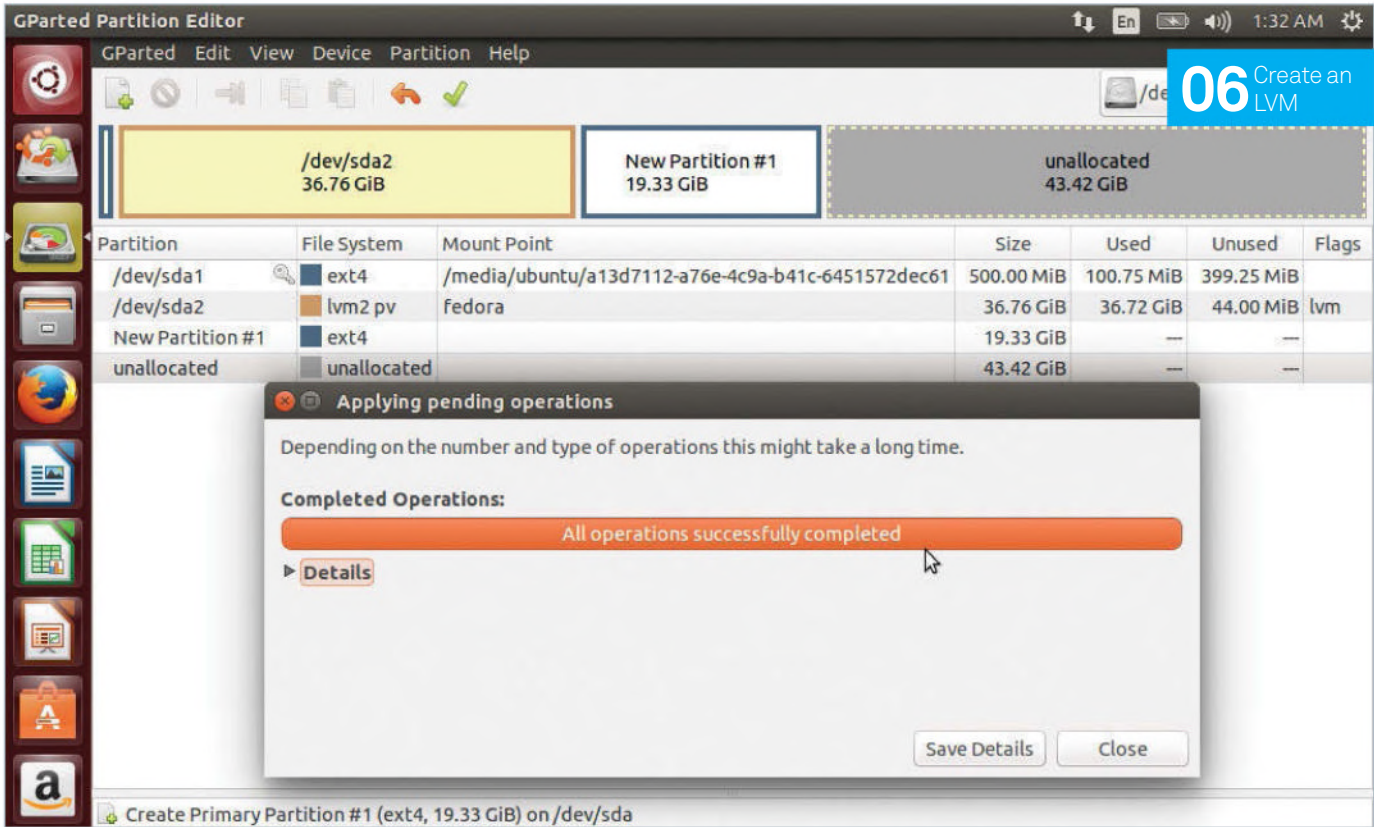 GParted Partition Editor
En
1:32 AM
GParted Edit View Device Partition Help
/de
06 Create an
LVM
/dev/sda2
36.76 GiB
New Partition #1
19.33 GiB
unallocated
43.42 GiB
Partition File System Mount Point Size Used Unused Flags
/dev/sda1 ext4 /media/ubuntu/a13d7112-a76e-4c9a-b41c-6451572dec61 500.00 MiB 100.75 MiB 399.25 MiB
/dev/sda2 lvm2 pv fedora 36.76 GiB 36.72 GiB 44.00 MiB lvm
New Partition #1 ext4 19.33 GiB --- ---
unallocated unallocated 43.42 GiB --- ---
Applying pending operations
Depending on the number and type of operations this might take a long time.
Completed Operations:
All operations successfully completed
Details
Save Details Close
a
Create Primary Partition #1 (ext4, 19.33 GiB) on /dev/sda